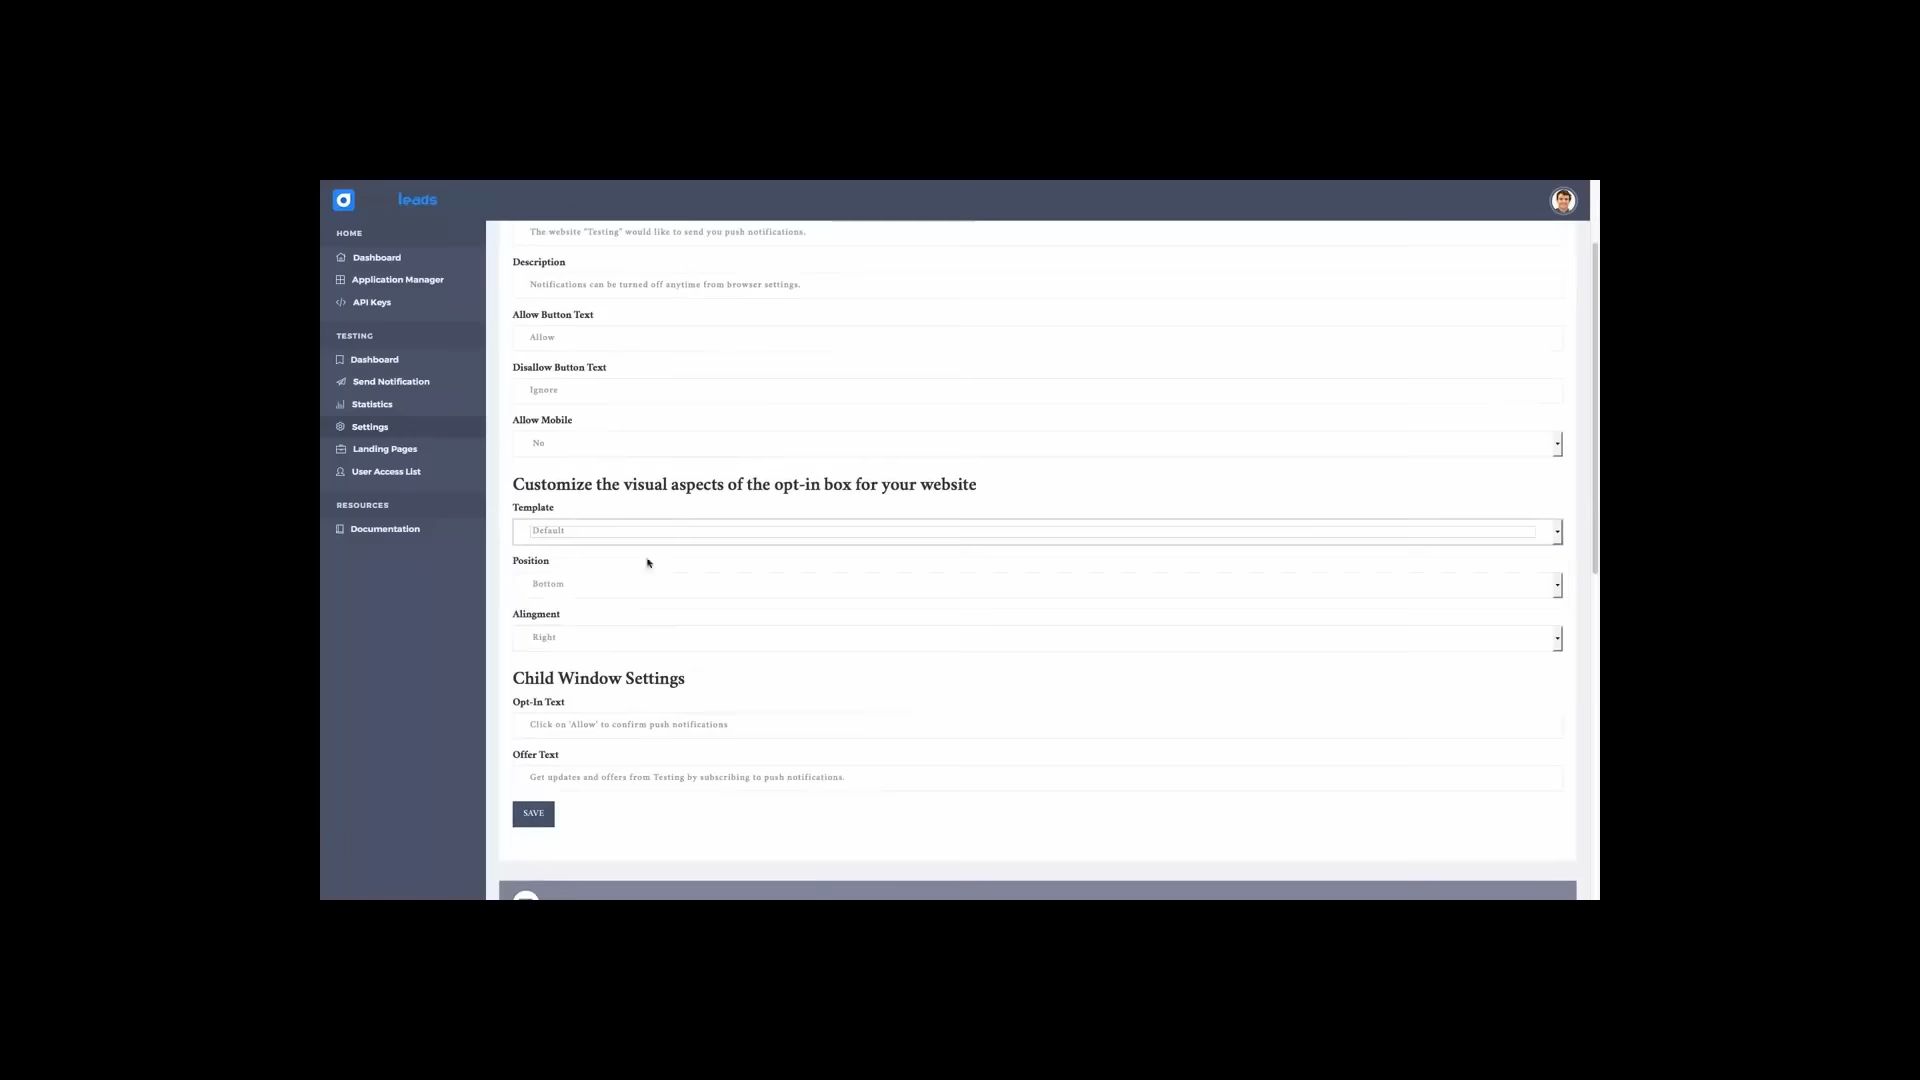 leads
HOME
Dashboard
Application Manager
API Keys
TESTING
Dashboard
Send Notification
Statistics
Settings
Landing Pages
User Access List
RESOURCES
Documentation
The website "Testing" would like to send you push notifications.
Description
Notifications can be turned off anytime from browser settings.
Allow Button Text
Allow
Disallow Button Text
Ignore
Allow Mobile
No
Customize the visual aspects of the opt-in box for your website
Template
Default
Position
Bottom
Alingment
Right
Child Window Settings
Opt-In Text
Click on 'Allow' to confirm push notifications
Offer Text
Get updates and offers from Testing by subscribing to push notifications.
SAVE